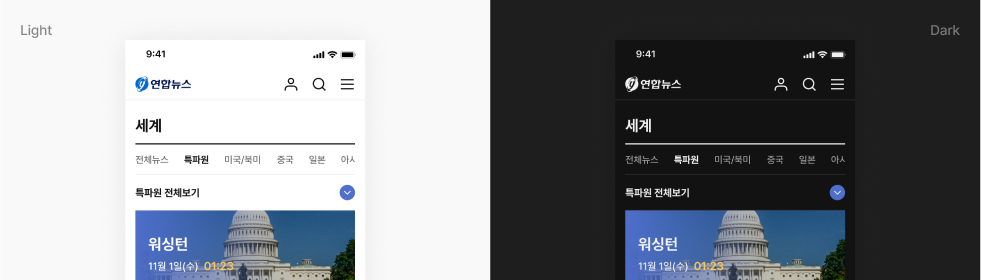 Light
Dark
9:41
연합뉴스
세계
전체뉴스 특파원 미국/북미 중국 일본 아시
특파원 전체보기
워싱턴
11월 1일(수) 01:23
9:41
연합뉴스
세계
전체뉴스 특파원 미국/북미 중국 일본 아시
특파원 전체보기
워싱턴
11월 1일(수) 01:23